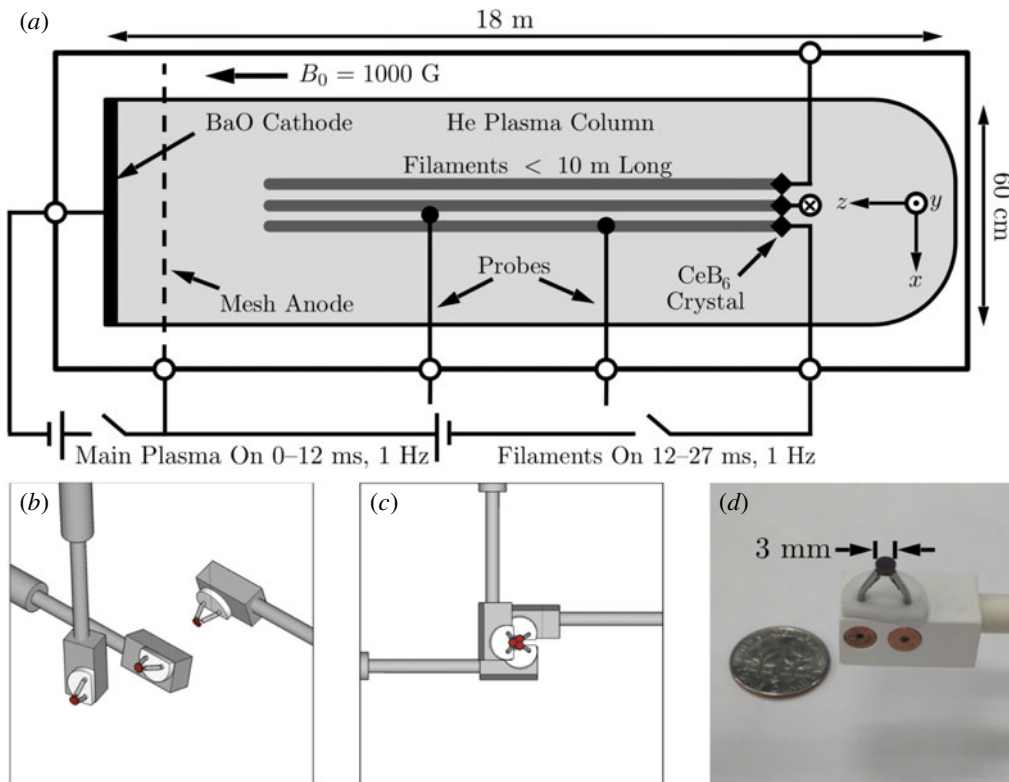 (a)
18 m
B₀ = 1000 G
BaO Cathode
He Plasma Column
Filaments < 10 m Long
z
y
x
60 cm
Probes
CeB₆
Crystal
Mesh Anode
Main Plasma On 0–12 ms, 1 Hz
Filaments On 12–27 ms, 1 Hz
(b)
(c)
(d)
3 mm